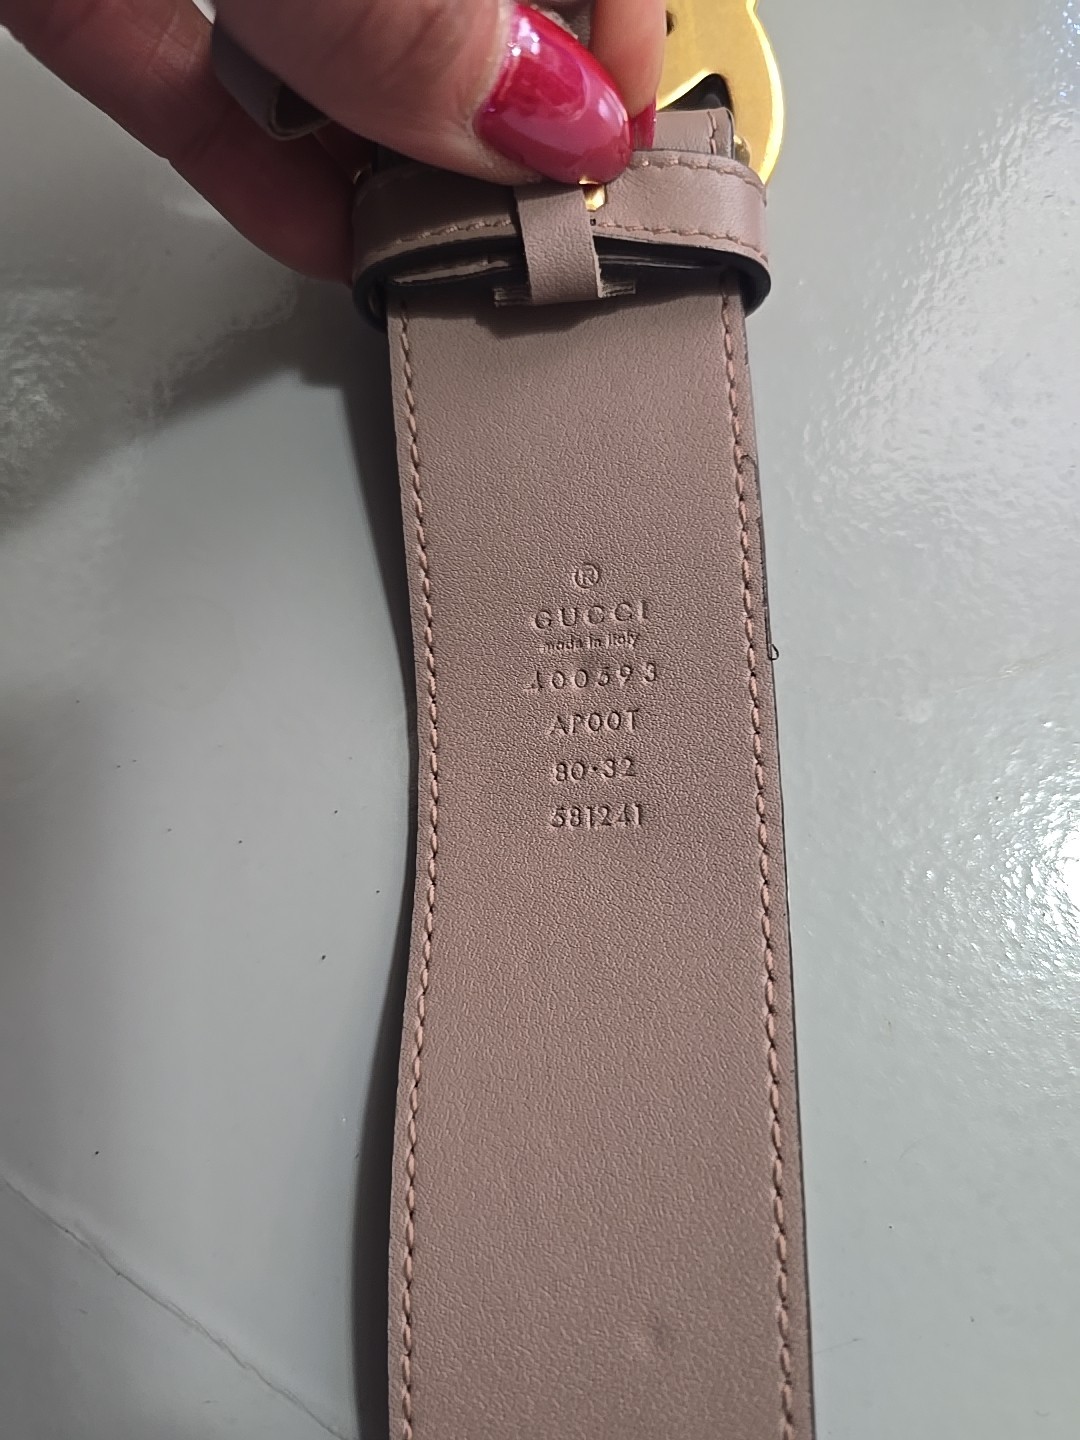 ®
GUCCI
made in italy
400593
AP00T
80·32
581241